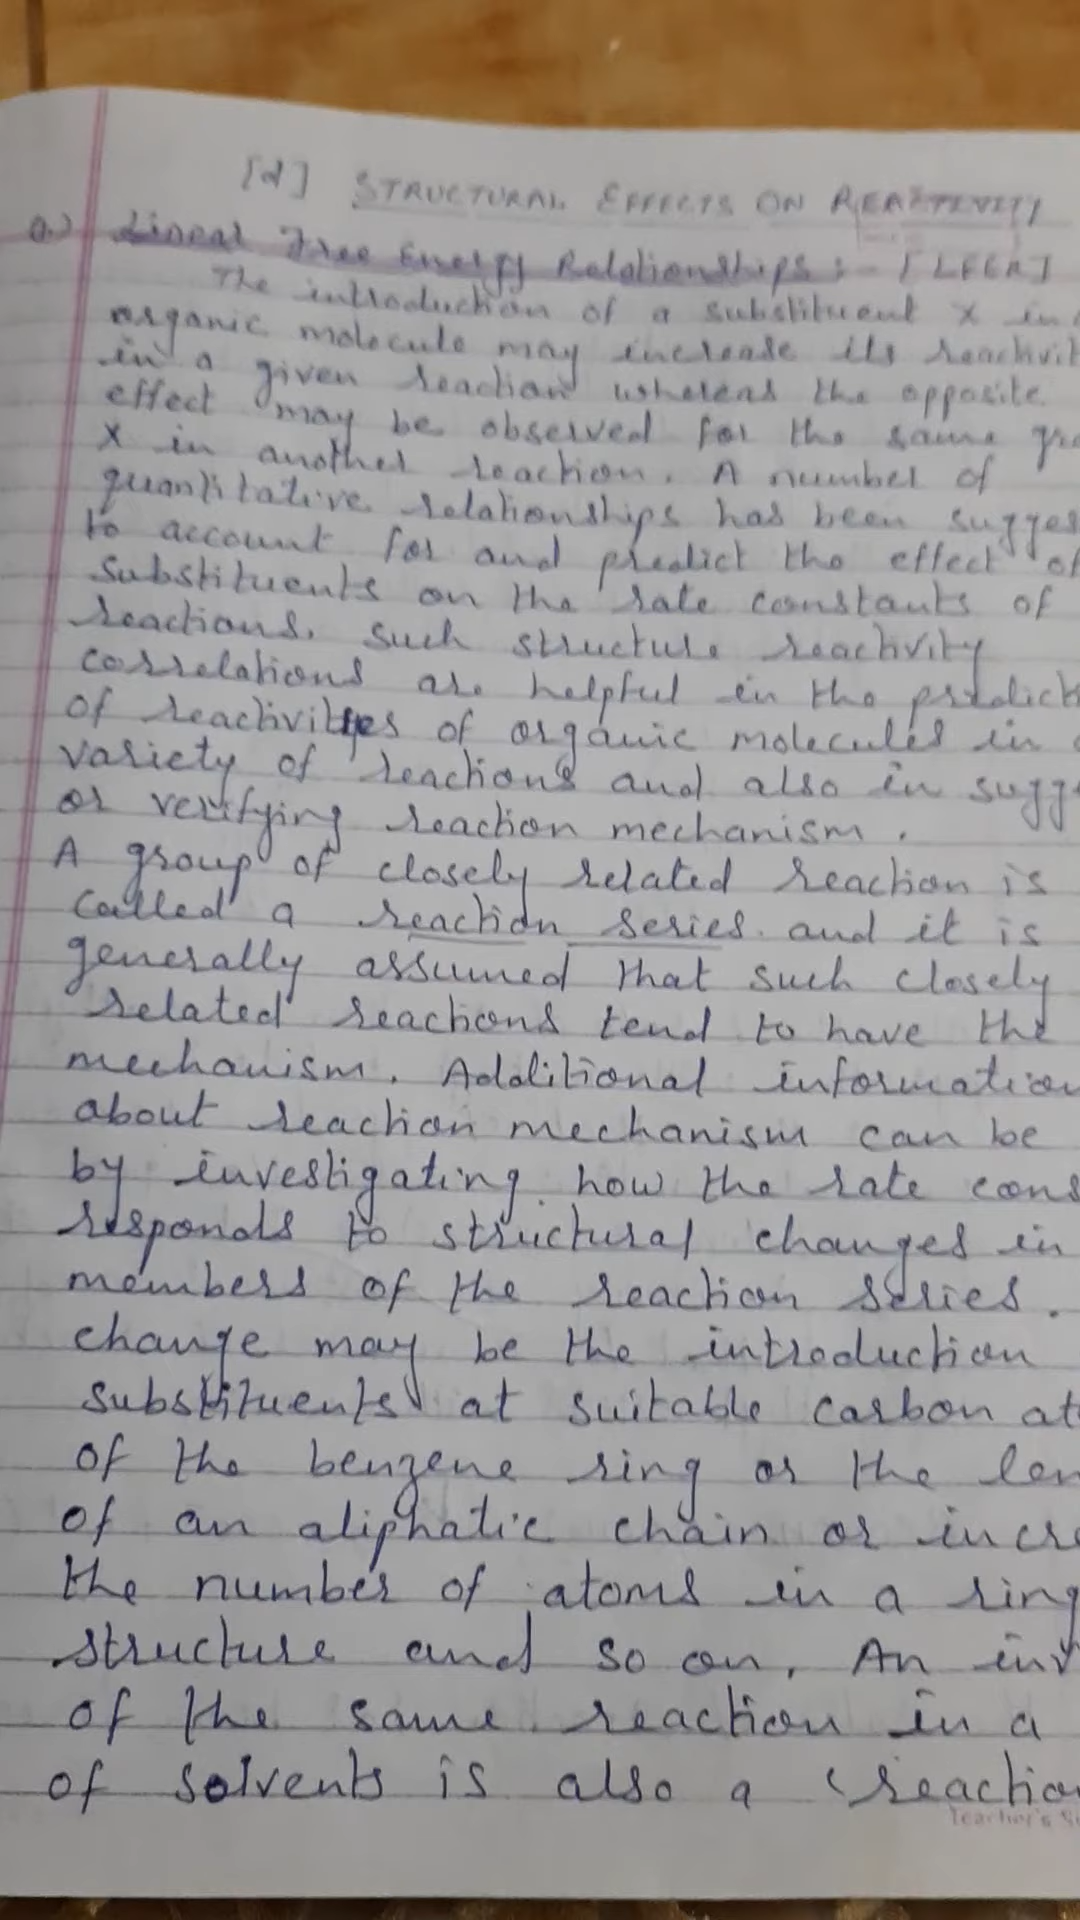 [2] STRUCTURAL EFFECTS ON REACTIVITY
a.) Linear Free Energy Relationships :- [LFER]
The introduction of a substituent X in
organic molecule may increase its reactivit
in a given reaction whereas the opposite
effect may be observed for the same gro
X in another reaction. A number of
quantitative relationships has been sugges
to account for and predict the effect of
substituents on the rate constants of
reactions. Such structure reactivity
correlations are helpful in the predict
of reactivities of organic molecules in
variety of reactions and also in sugg
or verifying reaction mechanism.
A group of closely related reaction is
called a reaction series and it is
generally assumed that such closely
related reactions tend to have the
mechanism. Additional information
about reaction mechanism can be
by investigating how the rate cons
responds to structural changes in
members of the reaction series.
change may be the introduction
substituents at suitable carbon at
of the benzene ring or the len
of an aliphatic chain or incre
the number of atoms in a ring
structure and so on. An inv
of the same reaction in a
of solvents is also a reaction
Teacher's S